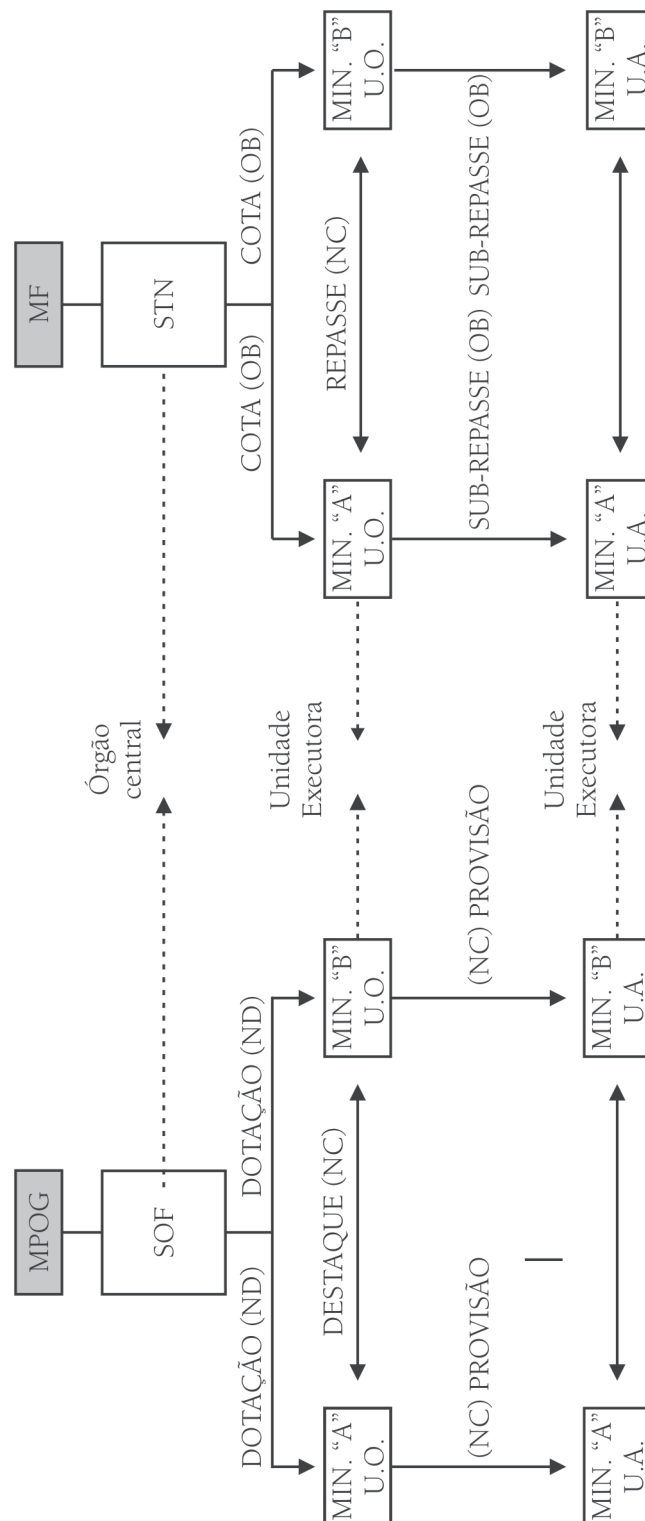 MPOG
SOF
DOTAÇÃO (ND)
DOTAÇÃO (ND)
MIN. “A”
U.O.
DESTAQUE (NC)
MIN. “B”
U.O.
(NC) PROVISÃO
(NC) PROVISÃO
MIN. “A”
U.A.
MIN. “B”
U.A.
Órgão
central
Unidade
Executora
Unidade
Executora
MF
STN
COTA (OB)
COTA (OB)
MIN. “A”
U.O.
REPASSE (NC)
MIN. “B”
U.O.
SUB-REPASSE (OB)
SUB-REPASSE (OB)
MIN. “A”
U.A.
MIN. “B”
U.A.